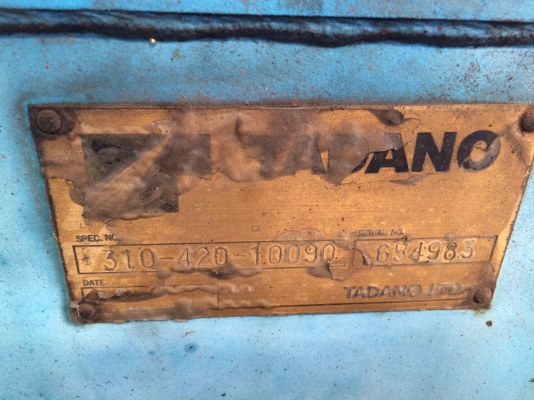 TADANO
SPEC. NO. SERIAL NO.
*310-420-10090 *654983
DATE
TADANO LTD.